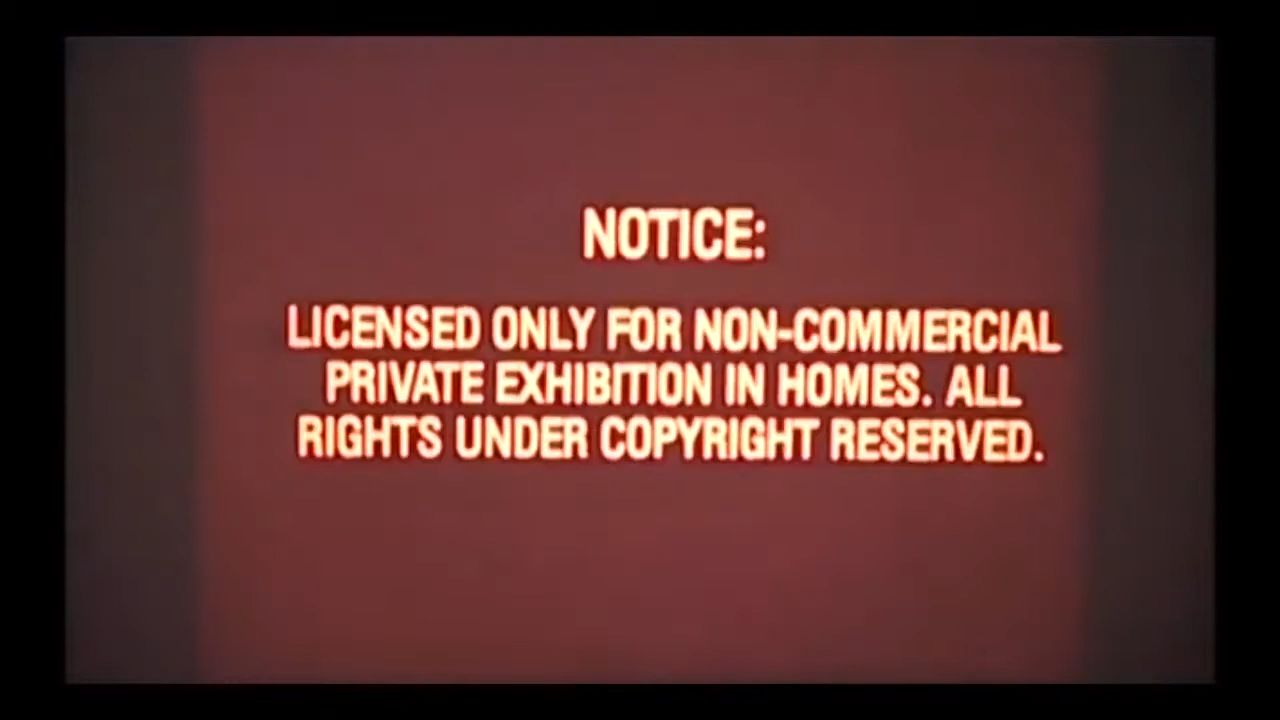 NOTICE:
LICENSED ONLY FOR NON-COMMERCIAL
PRIVATE EXHIBITION IN HOMES. ALL
RIGHTS UNDER COPYRIGHT RESERVED.